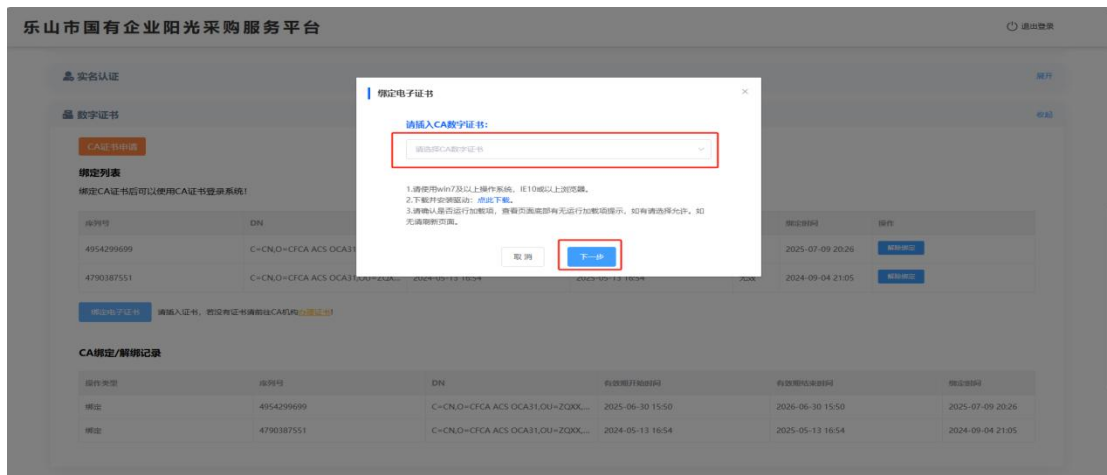 乐山市国有企业阳光采购服务平台
退出登录
实名认证
展开
绑定电子证书
×
数字证书
收起
请插入CA数字证书:
CA证书申请
请选择CA数字证书
绑定列表
绑定CA证书后可以使用CA证书登录系统!
1.请使用win7及以上操作系统，IE10或以上浏览器。
2.下载并安装驱动：点此下载。
3.请确认是否运行加载项，查看页面底部有无运行加载项提示，如有请选择允许。如
无请刷新页面。
序列号 DN 绑定时间 操作
4954299699 C=CN,O=CFCA ACS OCA31 2025-07-09 20:26 解除绑定
取消 下一步
4790387551 C=CN,O=CFCA ACS OCA31,OU=ZQX... 2024-05-13 16:54 2025-05-13 16:54 无效 2024-09-04 21:05 解除绑定
绑定电子证书 请插入证书，若没有证书请前往CA机构办理证书!
CA绑定/解绑记录
操作类型 序列号 DN 有效期开始时间 有效期结束时间 绑定时间
绑定 4954299699 C=CN,O=CFCA ACS OCA31,OU=ZQXX,... 2025-06-30 15:50 2026-06-30 15:50 2025-07-09 20:26
绑定 4790387551 C=CN,O=CFCA ACS OCA31,OU=ZQXX,... 2024-05-13 16:54 2025-05-13 16:54 2024-09-04 21:05